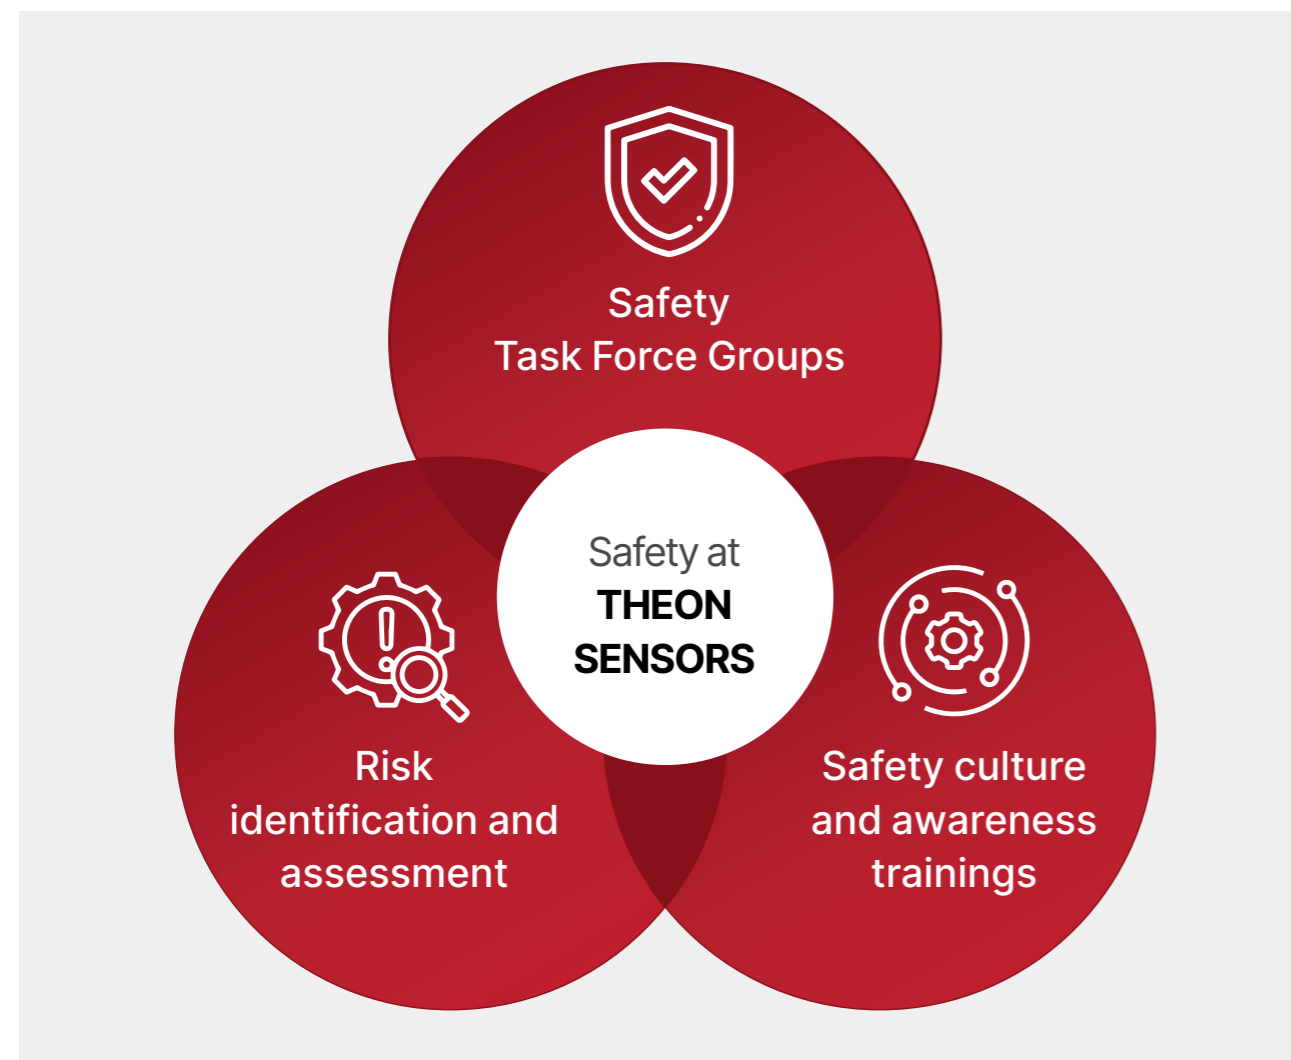 Safety
Task Force Groups
Safety at
THEON
SENSORS
Risk
identification and
assessment
Safety culture
and awareness
trainings